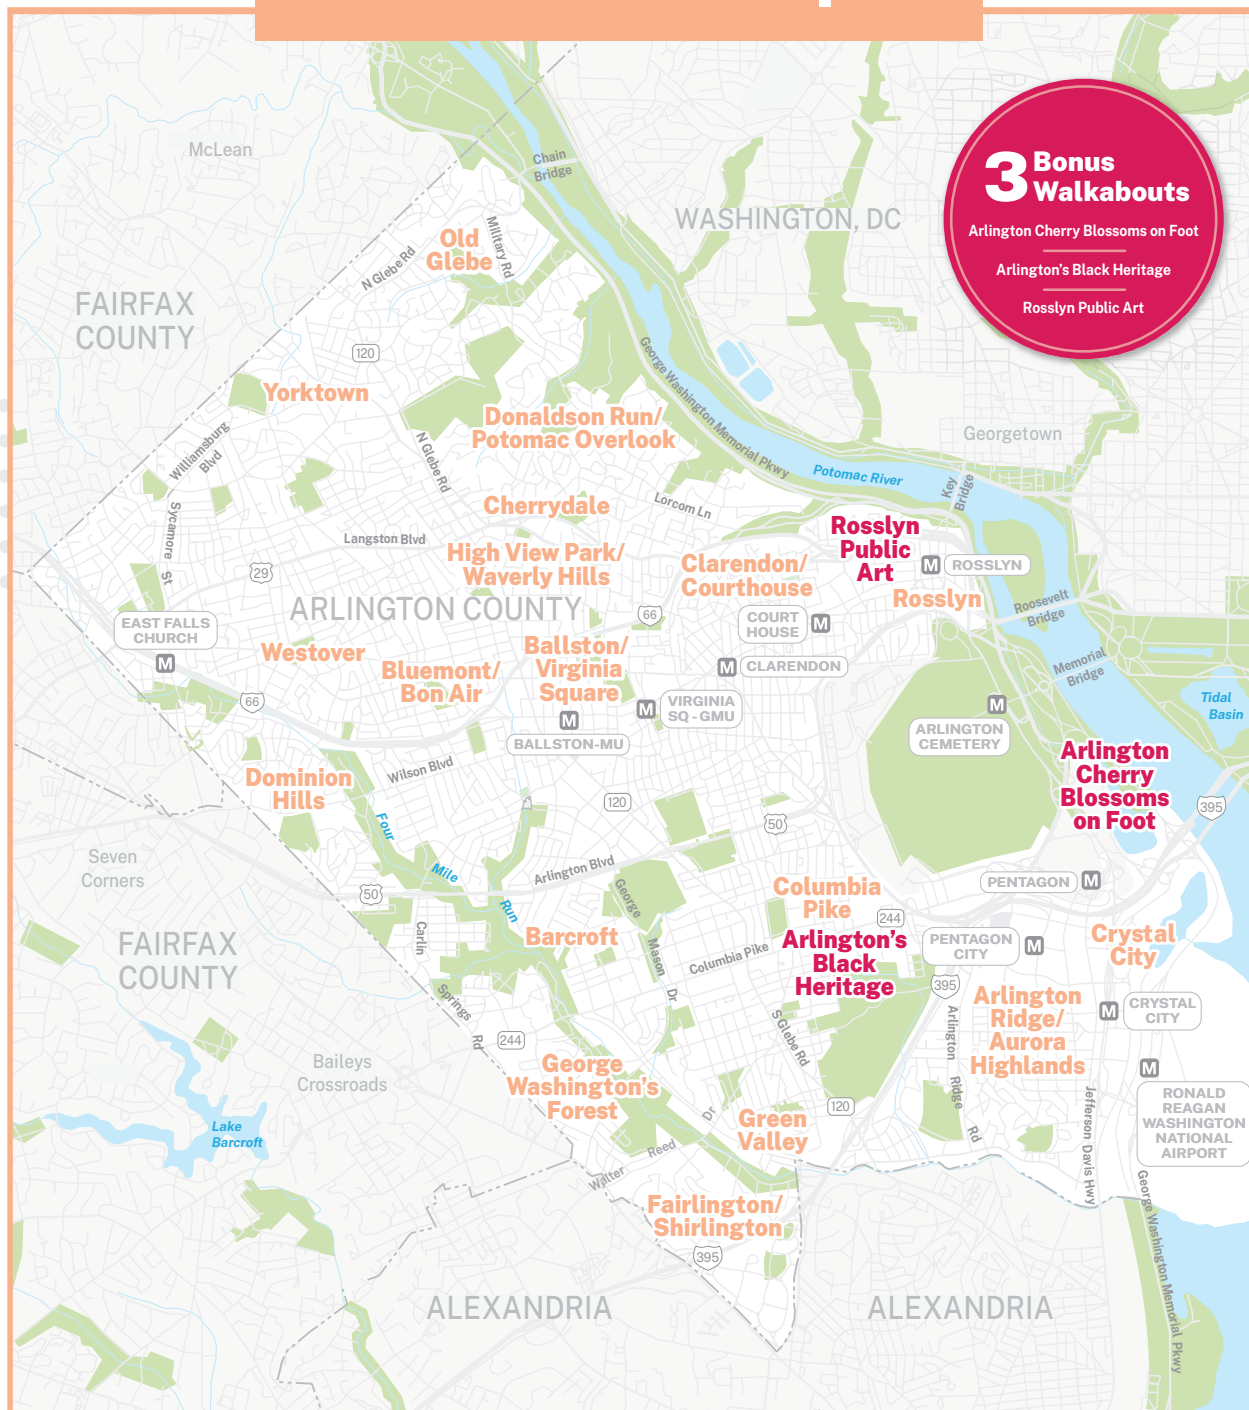 3 Bonus
Walkabouts
Arlington Cherry Blossoms on Foot
Arlington's Black Heritage
Rosslyn Public Art
McLean
Chain
Bridge
WASHINGTON, DC
Old
Glebe
Military Rd
N Glebe Rd
FAIRFAX
COUNTY
120
Yorktown
George Washington Memorial Pkwy
Donaldson Run/
Potomac Overlook
Williamsburg
Blvd
N Glebe Rd
Georgetown
Potomac River
Key
Bridge
Cherrydale
Lorcom Ln
Sycamore St
Langston Blvd
High View Park/
Waverly Hills
Rosslyn
Public
Art
M ROSSLYN
Clarendon/
Courthouse
29
Rosslyn
ARLINGTON COUNTY
66
Roosevelt
Bridge
EAST FALLS
CHURCH
M
COURT
HOUSE
M
Westover
Bluemont/
Bon Air
Ballston/
Virginia
Square
M CLARENDON
Memorial
Bridge
66
M
VIRGINIA
SQ - GMU
M
BALLSTON-MU
M
ARLINGTON
CEMETERY
Tidal
Basin
Arlington
Cherry
Blossoms
on Foot
Wilson Blvd
Dominion
Hills
120
395
Four
Mile
Run
50
Seven
Corners
Arlington Blvd
50
George
Mason
Dr
PENTAGON M
Columbia
Pike
244
Carlin
Springs
Rd
Barcroft
FAIRFAX
COUNTY
Columbia Pike
Arlington's
Black
Heritage
PENTAGON
CITY
M
Crystal
City
395
Arlington
Ridge/
Aurora
Highlands
M
CRYSTAL
CITY
Arlington
Ridge
Rd
S Glebe Rd
244
Baileys
Crossroads
George
Washington's
Forest
M
RONALD
REAGAN
WASHINGTON
NATIONAL
AIRPORT
120
Lake
Barcroft
Green
Valley
Jefferson Davis Hwy
Walter
Reed
Dr
Fairlington/
Shirlington
395
George Washington Memorial Pkwy
ALEXANDRIA
ALEXANDRIA